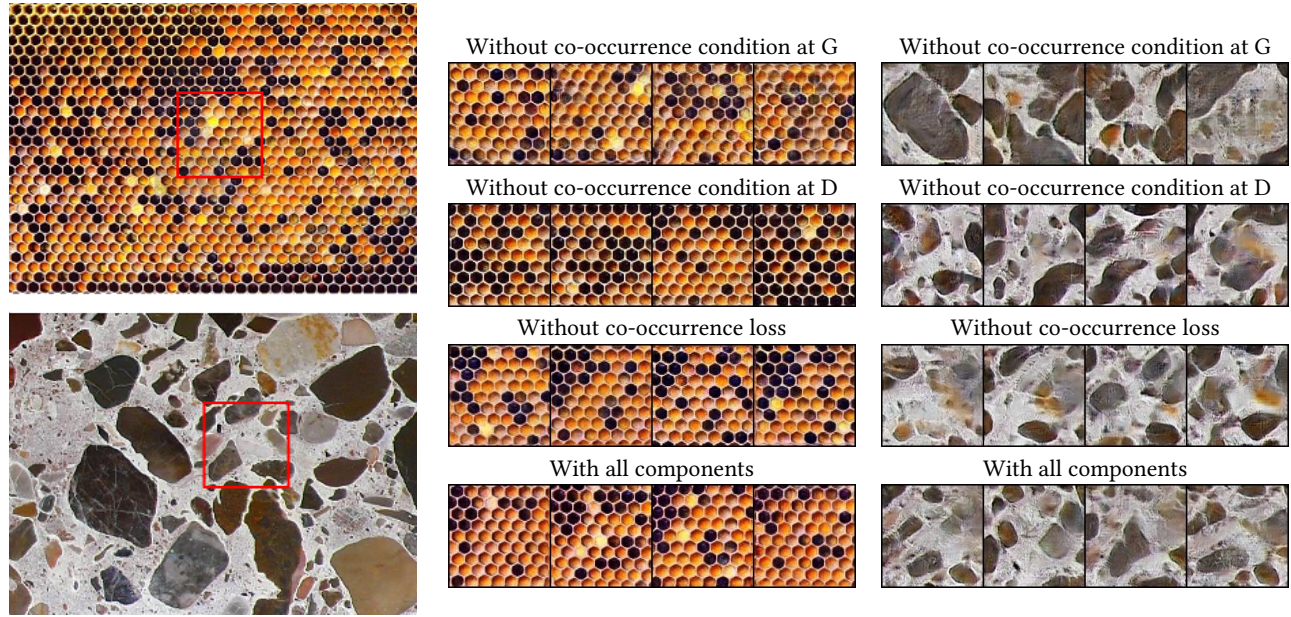 Without co-occurrence condition at G
Without co-occurrence condition at D
Without co-occurrence loss
With all components
Without co-occurrence condition at G
Without co-occurrence condition at D
Without co-occurrence loss
With all components